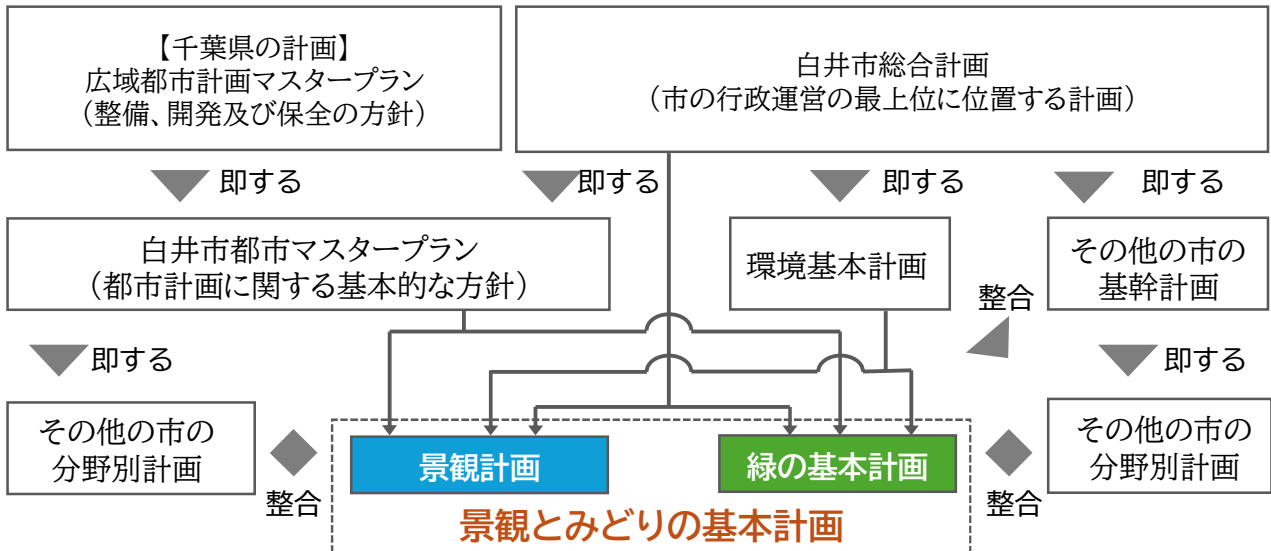 【千葉県の計画】
広域都市計画マスタープラン
（整備、開発及び保全の方針）
白井市総合計画
（市の行政運営の最上位に位置する計画）
即する
即する
即する
即する
白井市都市マスタープラン
（都市計画に関する基本的な方針）
環境基本計画
その他の市の
基幹計画
整合
即する
即する
その他の市の
分野別計画
整合
景観計画
緑の基本計画
整合
その他の市の
分野別計画
景観とみどりの基本計画